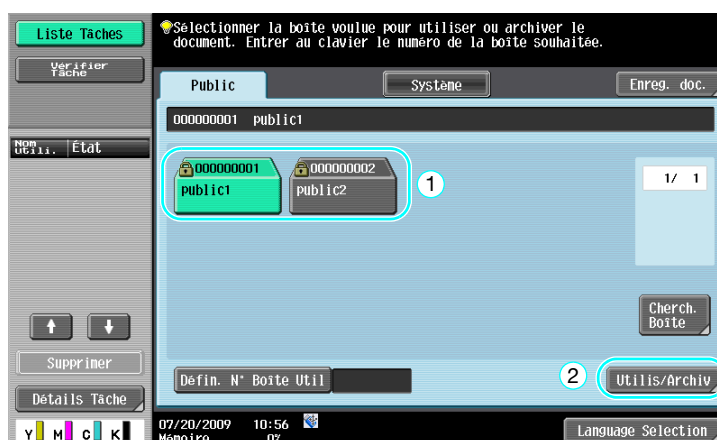 Liste Tâches
Vérifier
Tâche
Nom
Utili.
État
Supprimer
Détails Tâche
Y M C K
Sélectionner la boîte voulue pour utiliser ou archiver le
document. Entrer au clavier le numéro de la boîte souhaitée.
Public
Système
Enreg. doc.
000000001 public1
000000001
public1
000000002
public2
1
1/ 1
Cherch.
Boîte
Défin. N° Boîte Util
2
Utilis/Archiv
07/20/2009 10:56
Mémoire 0%
Language Selection